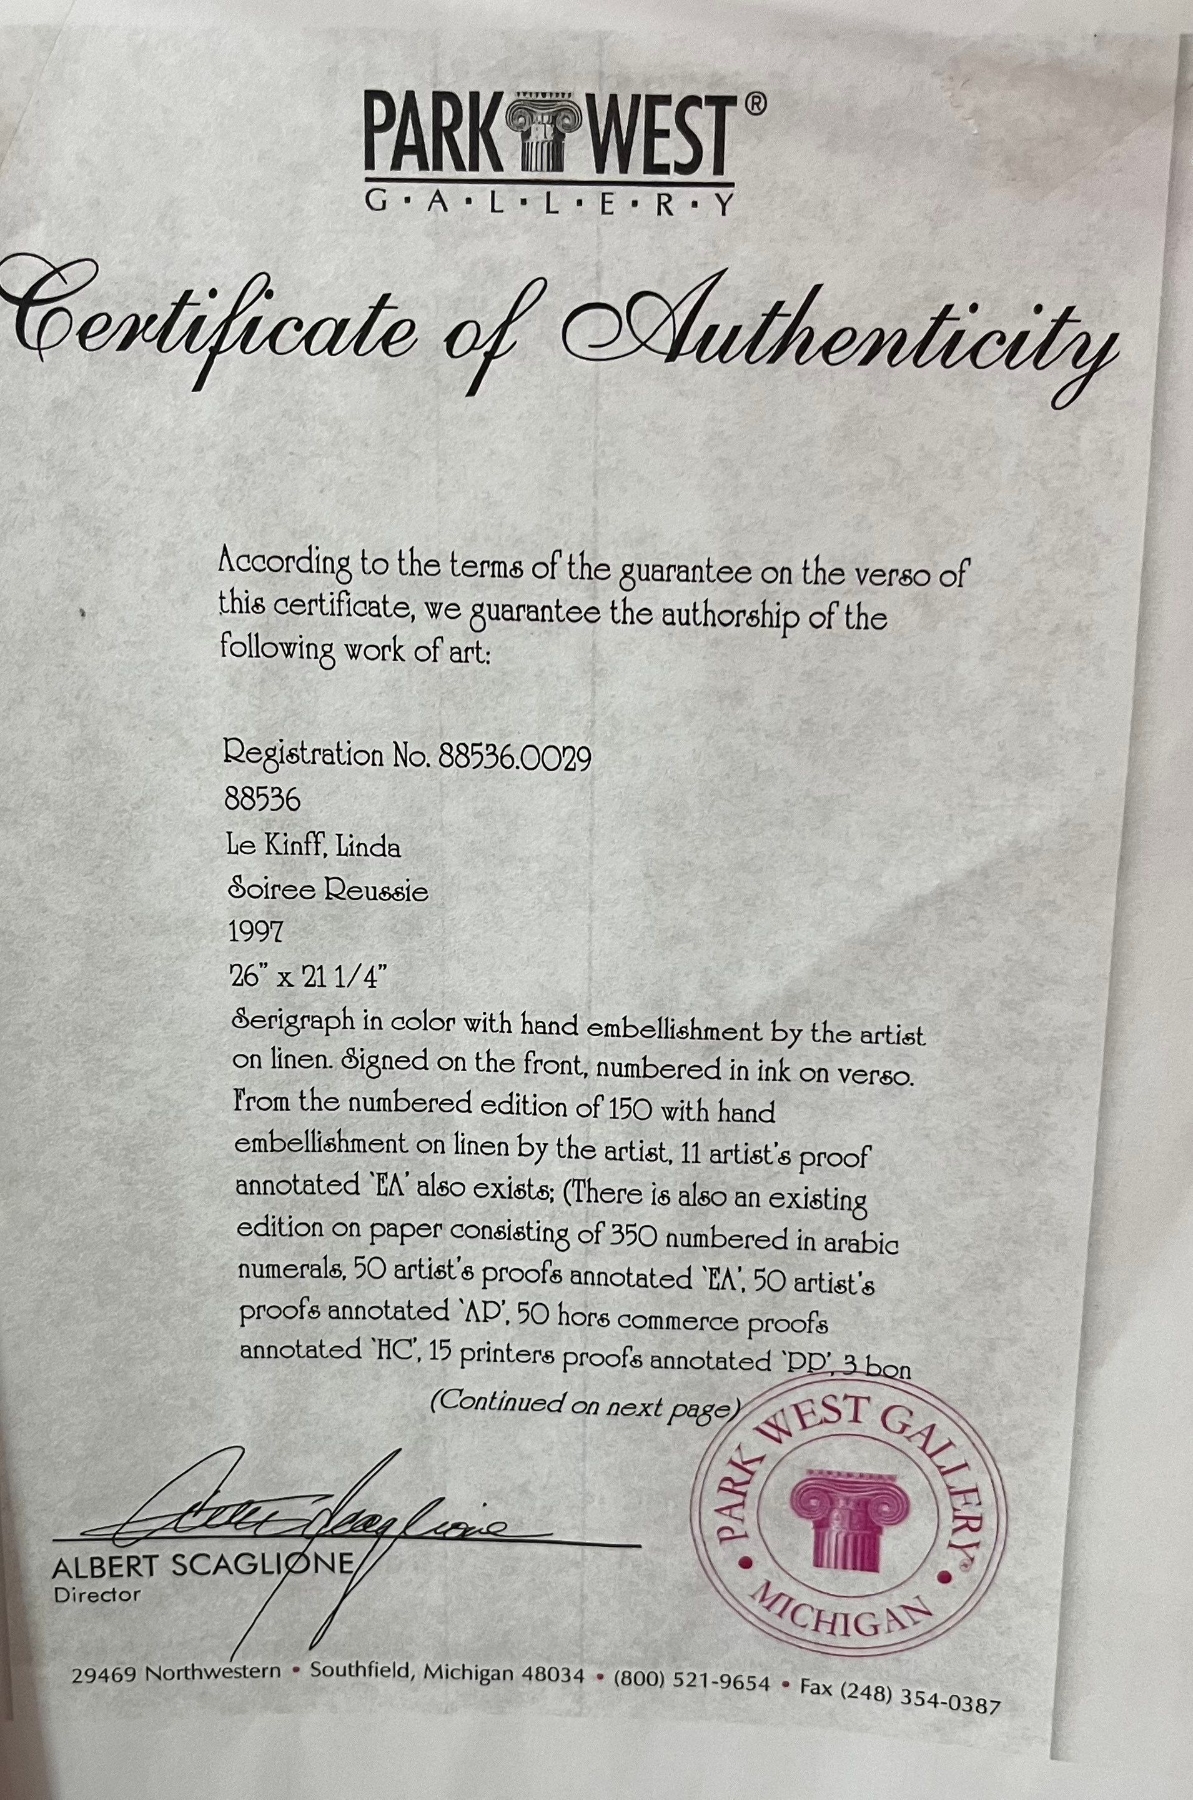 PARK WEST®
G·A·L·L·E·R·Y
Certificate of Authenticity
According to the terms of the guarantee on the verso of
this certificate, we guarantee the authorship of the
following work of art:
Registration No. 88536.0029
88536
Le Kinff, Linda
Soiree Reussie
1997
26" x 21 1/4"
Serigraph in color with hand embellishment by the artist
on linen. Signed on the front, numbered in ink on verso.
From the numbered edition of 150 with hand
embellishment on linen by the artist, 11 artist's proof
annotated 'EA' also exists; (There is also an existing
edition on paper consisting of 350 numbered in arabic
numerals, 50 artist's proofs annotated 'EA', 50 artist's
proofs annotated 'AP', 50 hors commerce proofs
annotated 'HC', 15 printers proofs annotated 'PP', 3 bon
(Continued on next page)
PARK WEST GALLERY®
• MICHIGAN •
ALBERT SCAGLIONE
Director
29469 Northwestern • Southfield, Michigan 48034 • (800) 521-9654 • Fax (248) 354-0387